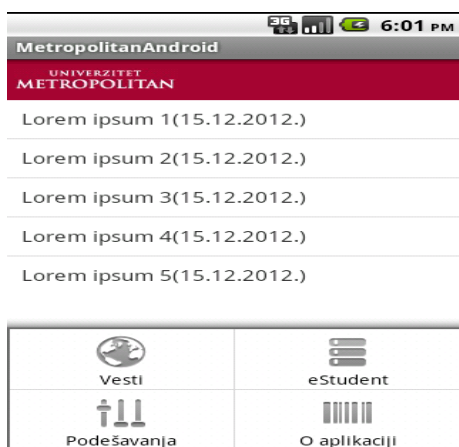 3G 6:01 PM
MetropolitanAndroid
UNIVERZITET
METROPOLITAN
Lorem ipsum 1(15.12.2012.)
Lorem ipsum 2(15.12.2012.)
Lorem ipsum 3(15.12.2012.)
Lorem ipsum 4(15.12.2012.)
Lorem ipsum 5(15.12.2012.)
Vesti eStudent
Podešavanja O aplikaciji